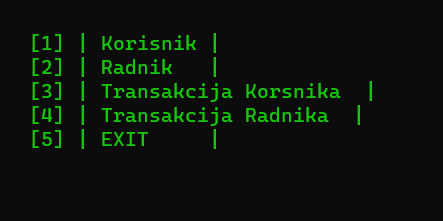 [1] | Korisnik |
[2] | Radnik   |
[3] | Transakcija Korsnika  |
[4] | Transakcija Radnika  |
[5] | EXIT     |